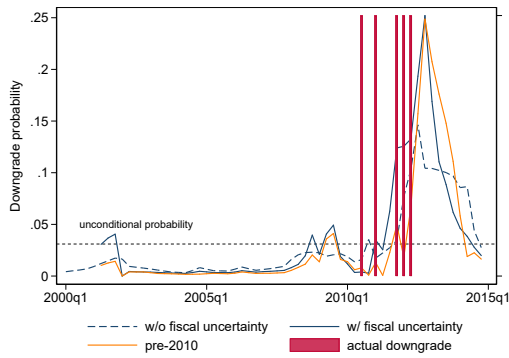 Downgrade probability
.25
.2
.15
.1
.05
0
unconditional probability
2000q1 2005q1 2010q1 2015q1
w/o fiscal uncertainty w/ fiscal uncertainty
pre-2010 actual downgrade